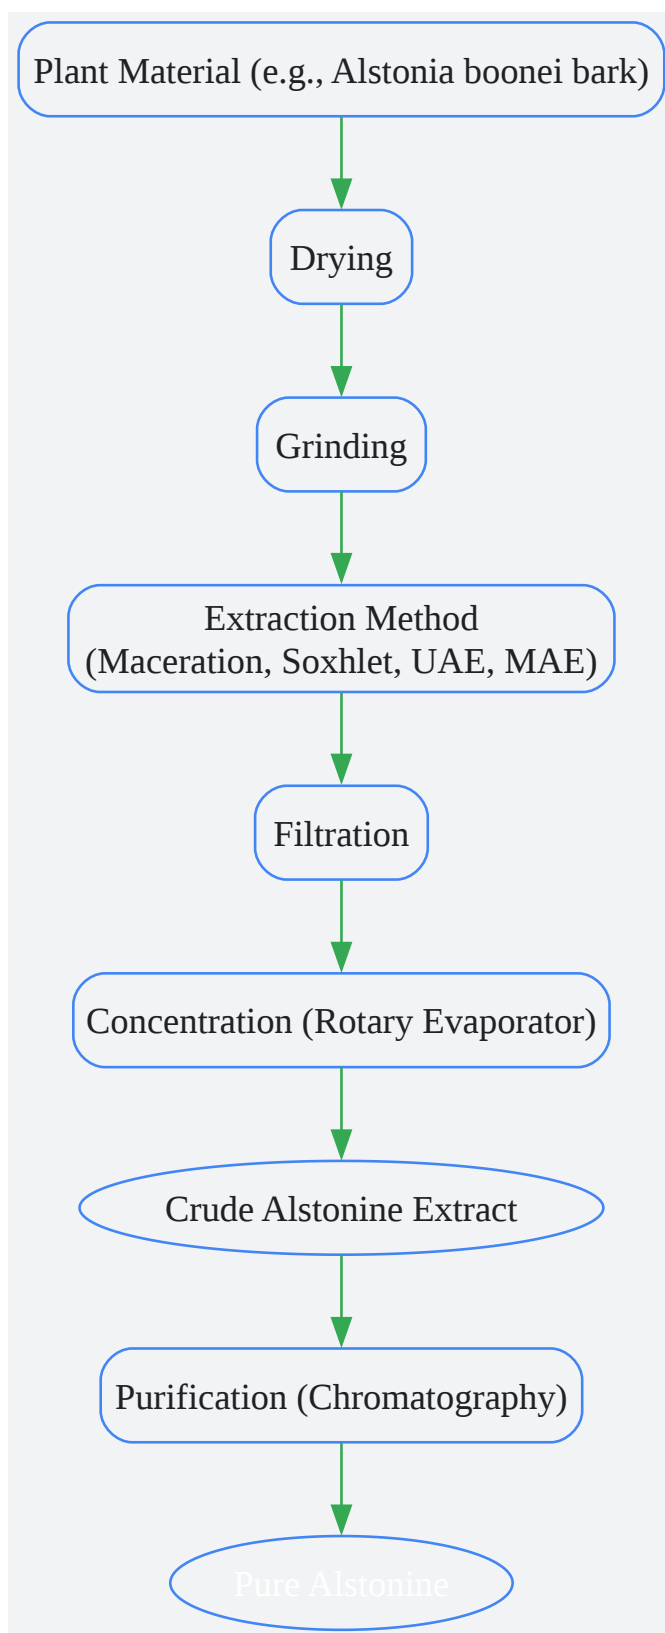 Plant Material (e.g., Alstonia boonei bark)
Drying
Grinding
Extraction Method
(Maceration, Soxhlet, UAE, MAE)
Filtration
Concentration (Rotary Evaporator)
Crude Alstonine Extract
Purification (Chromatography)
Pure Alstonine